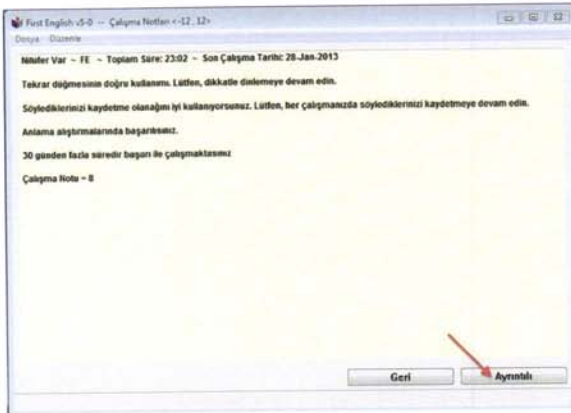 First English v5-0 -- Çalışma Notları <-12 , 12>
Dosya Düzenle
Nilüfer Var ~ FE ~ Toplam Süre: 23:02 ~ Son Çalışma Tarihi: 28-Jan-2013
Tekrar düğmesinin doğru kullanımı. Lütfen, dikkatle dinlemeye devam edin.
Söylediklerinizi kaydetme olanağını iyi kullanıyorsunuz. Lütfen, her çalışmanızda söylediklerinizi kaydetmeye devam edin.
Anlama alıştırmalarında başarılısınız.
30 günden fazla süredir başarı ile çalışmaktasınız
Çalışma Notu = 8
Geri Ayrıntılı